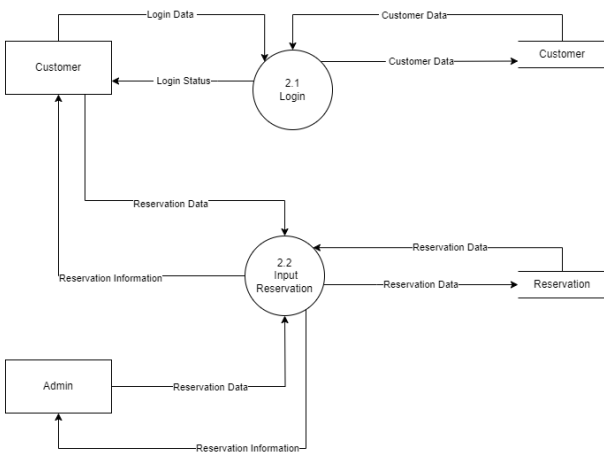 Login Data
Customer Data
Customer
Customer
Customer Data
Login Status
2.1
Login
Reservation Data
Reservation Data
2.2
Input
Reservation
Reservation Information
Reservation Data
Reservation
Admin
Reservation Data
Reservation Information